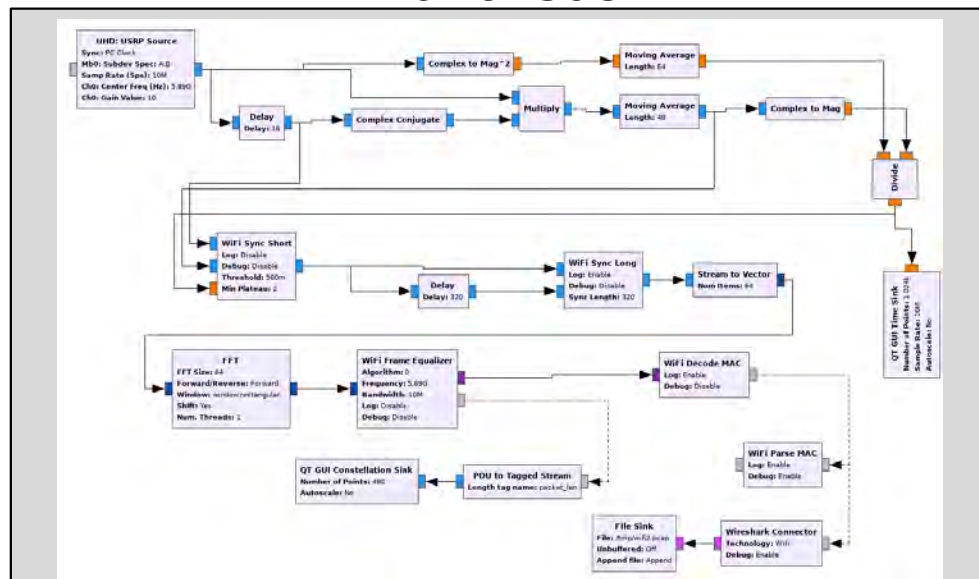 UHD: USRP Source
Sync: PC Clock
Mb0: Subdev Spec: A:B
Samp Rate (Sps): 10M
Ch0: Center Freq (Hz): 5.89G
Ch0: Gain Value: 10
Complex to Mag^2
Moving Average
Length: 64
Delay
Delay: 16
Complex Conjugate
Multiply
Moving Average
Length: 48
Complex to Mag
Divide
WiFi Sync Short
Log: Disable
Debug: Disable
Threshold: 560m
Min Plateau: 2
Delay
Delay: 320
WiFi Sync Long
Log: Enable
Debug: Disable
Sync Length: 320
Stream to Vector
Num Items: 64
QT GUI Time Sink
Number of Points: 1.024k
Sample Rate: 10M
Autoscale: No
FFT
FFT Size: 64
Forward/Reverse: Forward
Window: window.rectangular
Shift: Yes
Num. Threads: 1
WiFi Frame Equalizer
Algorithm: 0
Frequency: 5.89G
Bandwidth: 10M
Log: Disable
Debug: Disable
WiFi Decode MAC
Log: Enable
Debug: Disable
WiFi Parse MAC
Log: Enable
Debug: Enable
QT GUI Constellation Sink
Number of Points: 480
Autoscale: No
PDU to Tagged Stream
Length tag name: packet_len
File Sink
Unbuffered: Off
Append file: Append
Wireshark Connector
Technology: Wifi
Debug: Enable